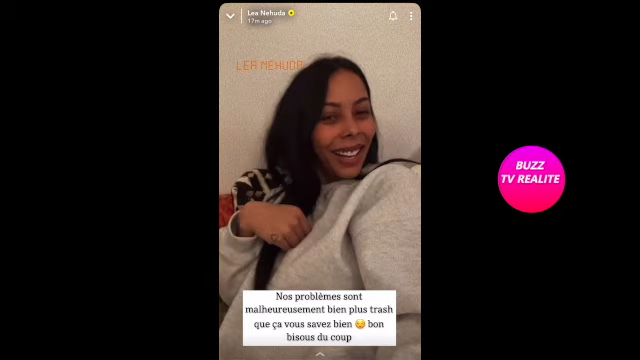 Lea Nehuda
17m ago
LEA NEHUDA
BUZZ
TV REALITE
Nos problèmes sont
malheureusement bien plus trash
que ça vous savez bien 😔 bon
bisous du coup